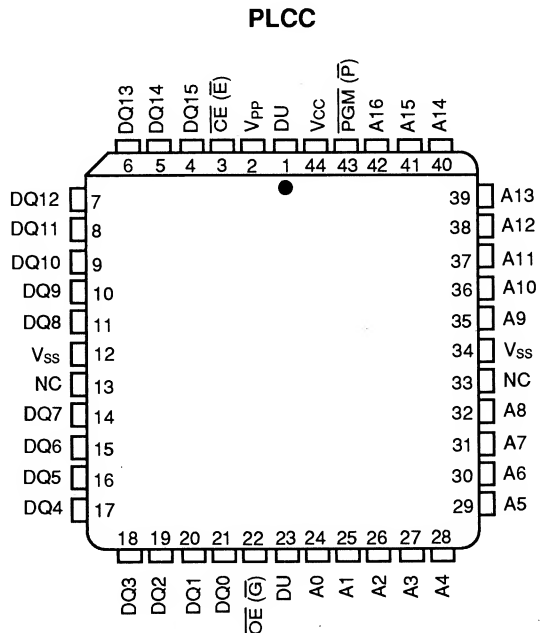 PLCC
DQ13 DQ14 DQ15 CE (E) VPP DU VCC PGM (P) A16 A15 A14
6 5 4 3 2 1 44 43 42 41 40
DQ12 7 39 A13
DQ11 8 38 A12
DQ10 9 37 A11
DQ9 10 36 A10
DQ8 11 35 A9
VSS 12 34 VSS
NC 13 33 NC
DQ7 14 32 A8
DQ6 15 31 A7
DQ5 16 30 A6
DQ4 17 29 A5
18 19 20 21 22 23 24 25 26 27 28
DQ3 DQ2 DQ1 DQ0 OE (G) DU A0 A1 A2 A3 A4